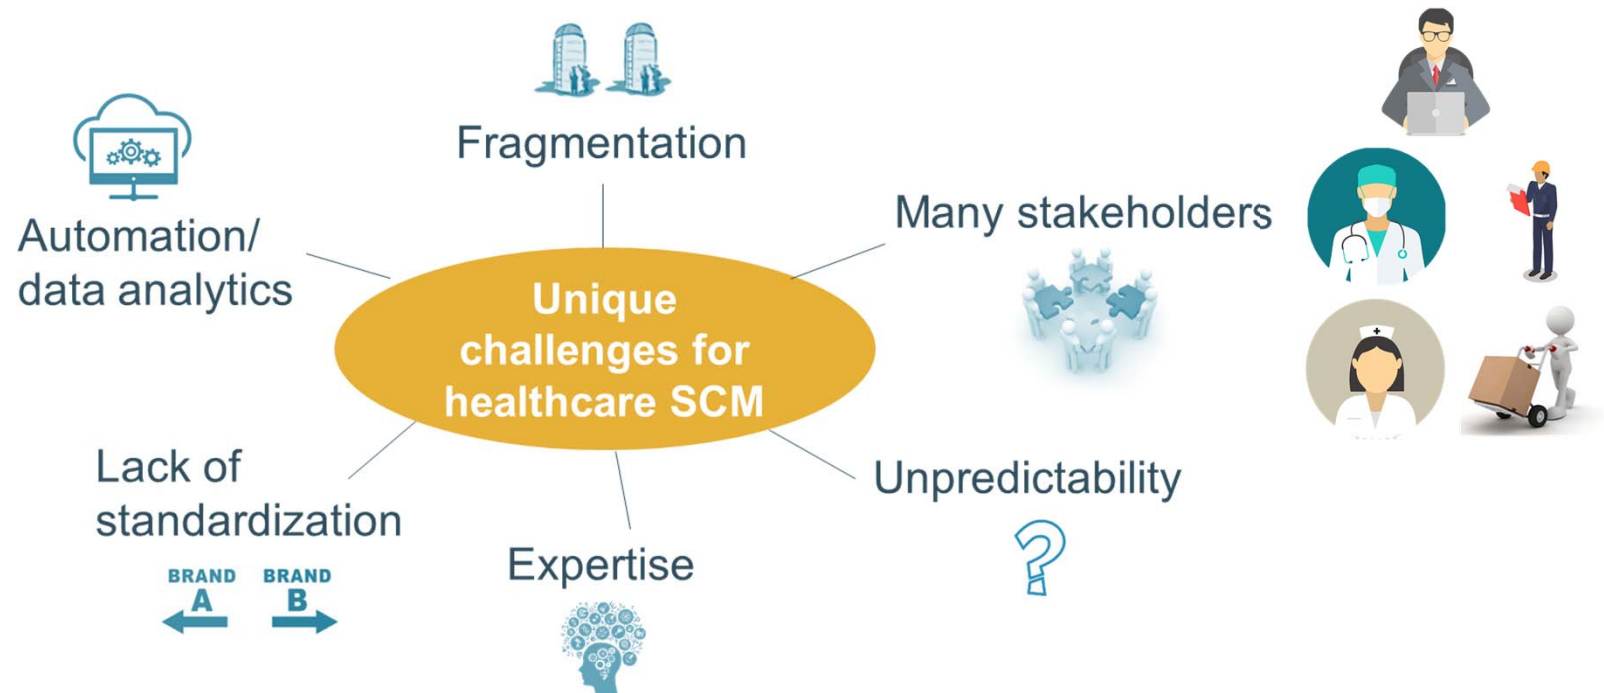 Fragmentation
Automation/
data analytics
Many stakeholders
Unique
challenges for
healthcare SCM
Lack of
standardization
BRAND
A
BRAND
B
Expertise
Unpredictability
?